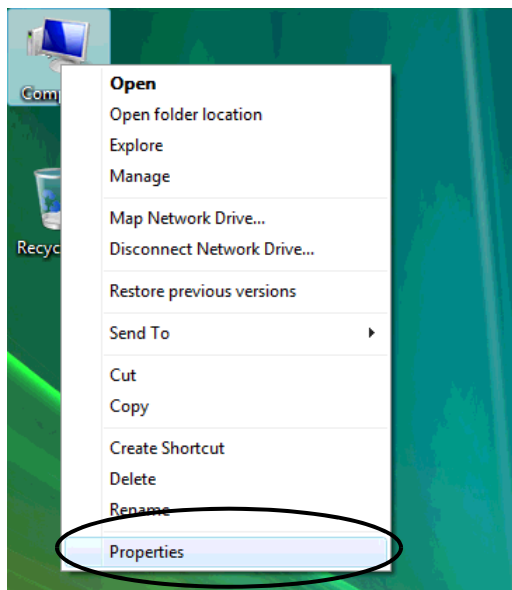 Com
Recyc
Open
Open folder location
Explore
Manage
Map Network Drive...
Disconnect Network Drive...
Restore previous versions
Send To
Cut
Copy
Create Shortcut
Delete
Rename
Properties